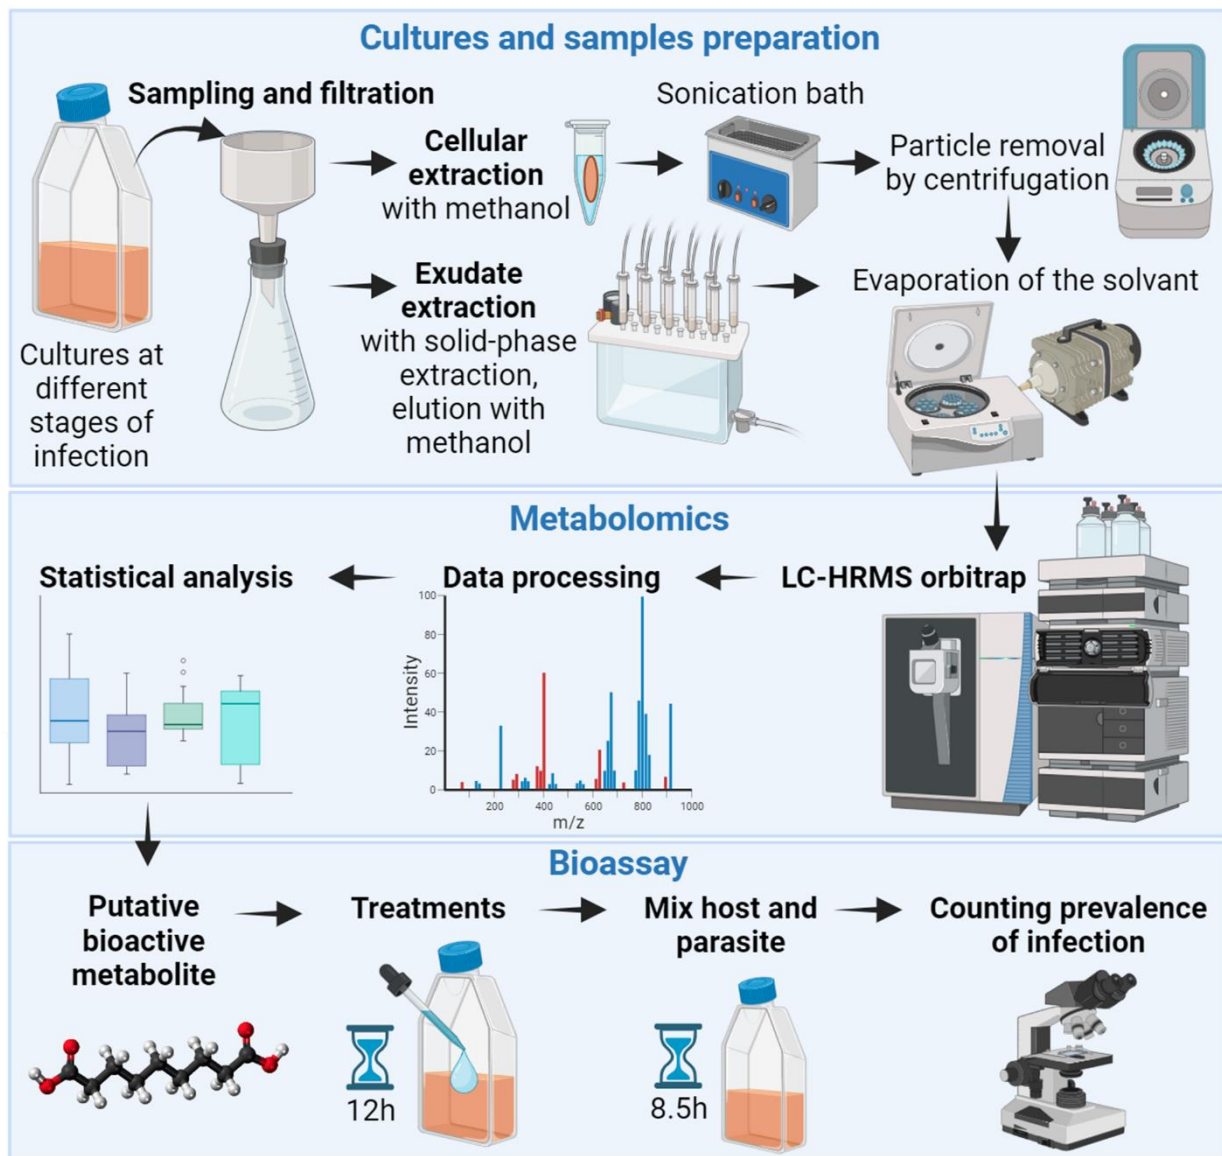 Cultures and samples preparation
Sampling and filtration
Cultures at
different
stages of
infection
Cellular
extraction
with methanol
Sonication bath
Particle removal
by centrifugation
Exudate
extraction
with solid-phase
extraction,
elution with
methanol
Evaporation of the solvant
Metabolomics
LC-HRMS orbitrap
Data processing
100
80
60
40
20
0
Intensity
200
400
600
800
1000
m/z
Statistical analysis
Bioassay
Putative
bioactive
metabolite
Treatments
12h
Mix host and
parasite
8.5h
Counting prevalence
of infection